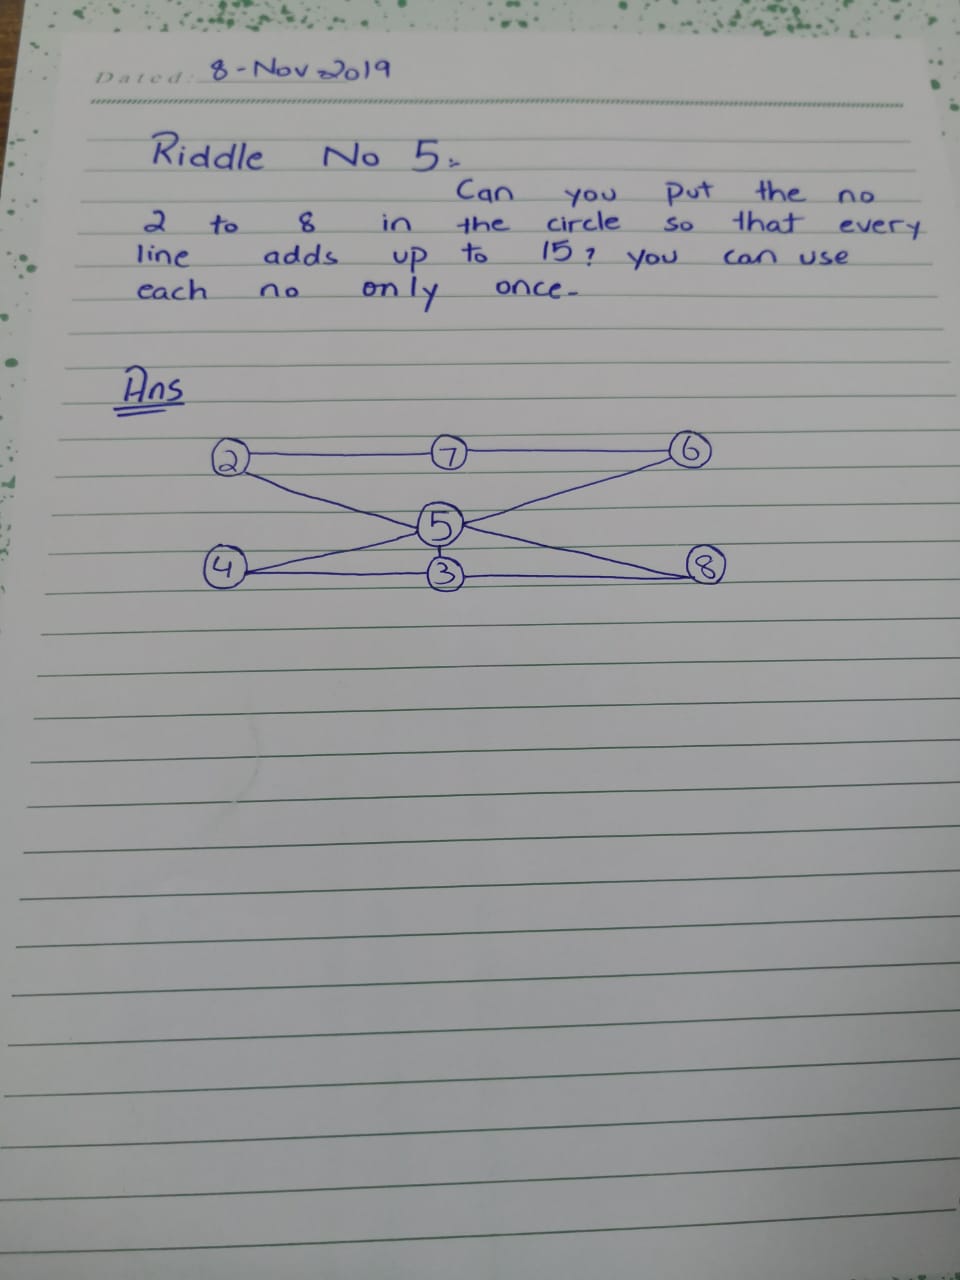 Dated: 8-Nov 2019
Riddle No 5:-
Can you put the no
2 to 8 in the circle so that every
line adds up to 15? you can use
each no only once-
Ans
2 7 6
5
4 3 8